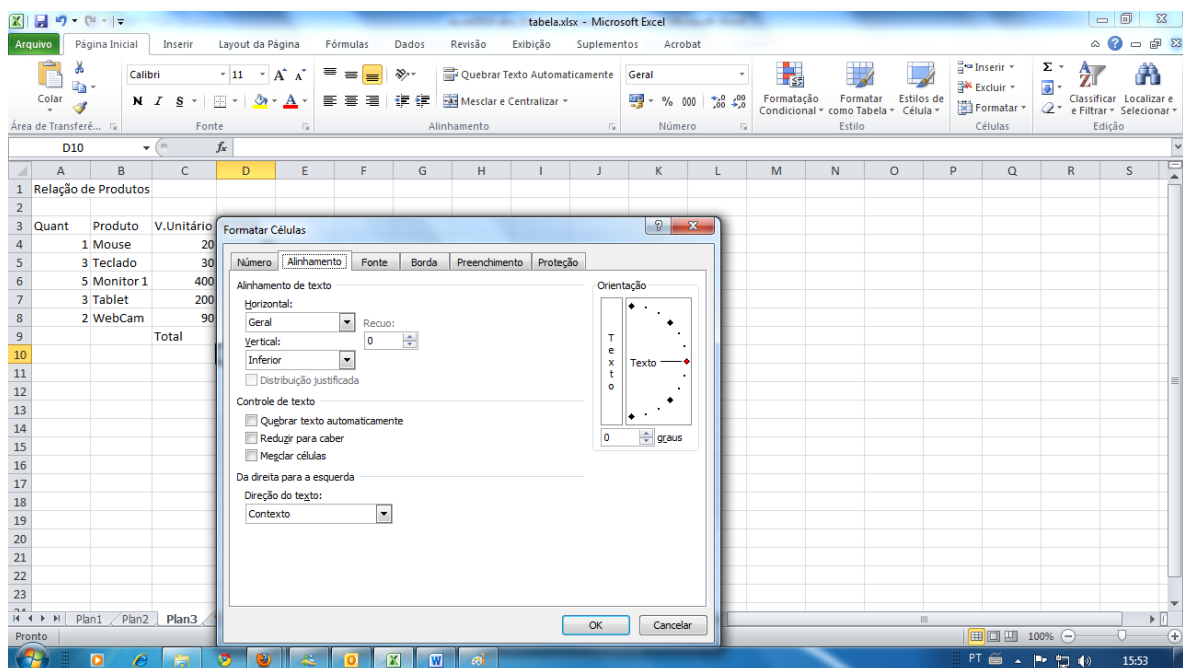 tabela.xlsx - Microsoft Excel
Arquivo Página Inicial Inserir Layout da Página Fórmulas Dados Revisão Exibição Suplementos Acrobat
Colar
Calibri 11
Quebrar Texto Automaticamente
Geral
Formatação Condicional
Formatar como Tabela
Estilos de Célula
Inserir
Excluir
Formatar
Classificar e Filtrar
Localizar e Selecionar
N I S
Mesclar e Centralizar
% 000
Área de Transferê... Fonte Alinhamento Número Estilo Células Edição
D10 fx
A B C D E F G H I J K L M N O P Q R S
1 Relação de Produtos
2
3 Quant Produto V.Unitário
4 1 Mouse 20
5 3 Teclado 30
6 5 Monitor 1 400
7 3 Tablet 200
8 2 WebCam 90
9 Total
10
11
12
13
14
15
16
17
18
19
20
21
22
23
Formatar Células
Número Alinhamento Fonte Borda Preenchimento Proteção
Alinhamento de texto
Horizontal:
Geral
Recuo:
Vertical:
0
Inferior
Distribuição justificada
Controle de texto
Quebrar texto automaticamente
Reduzir para caber
Mesclar células
Da direita para a esquerda
Direção do texto:
Contexto
Orientação
Texto
Texto
0 graus
OK Cancelar
Plan1 Plan2 Plan3
Pronto
100%
PT 15:53